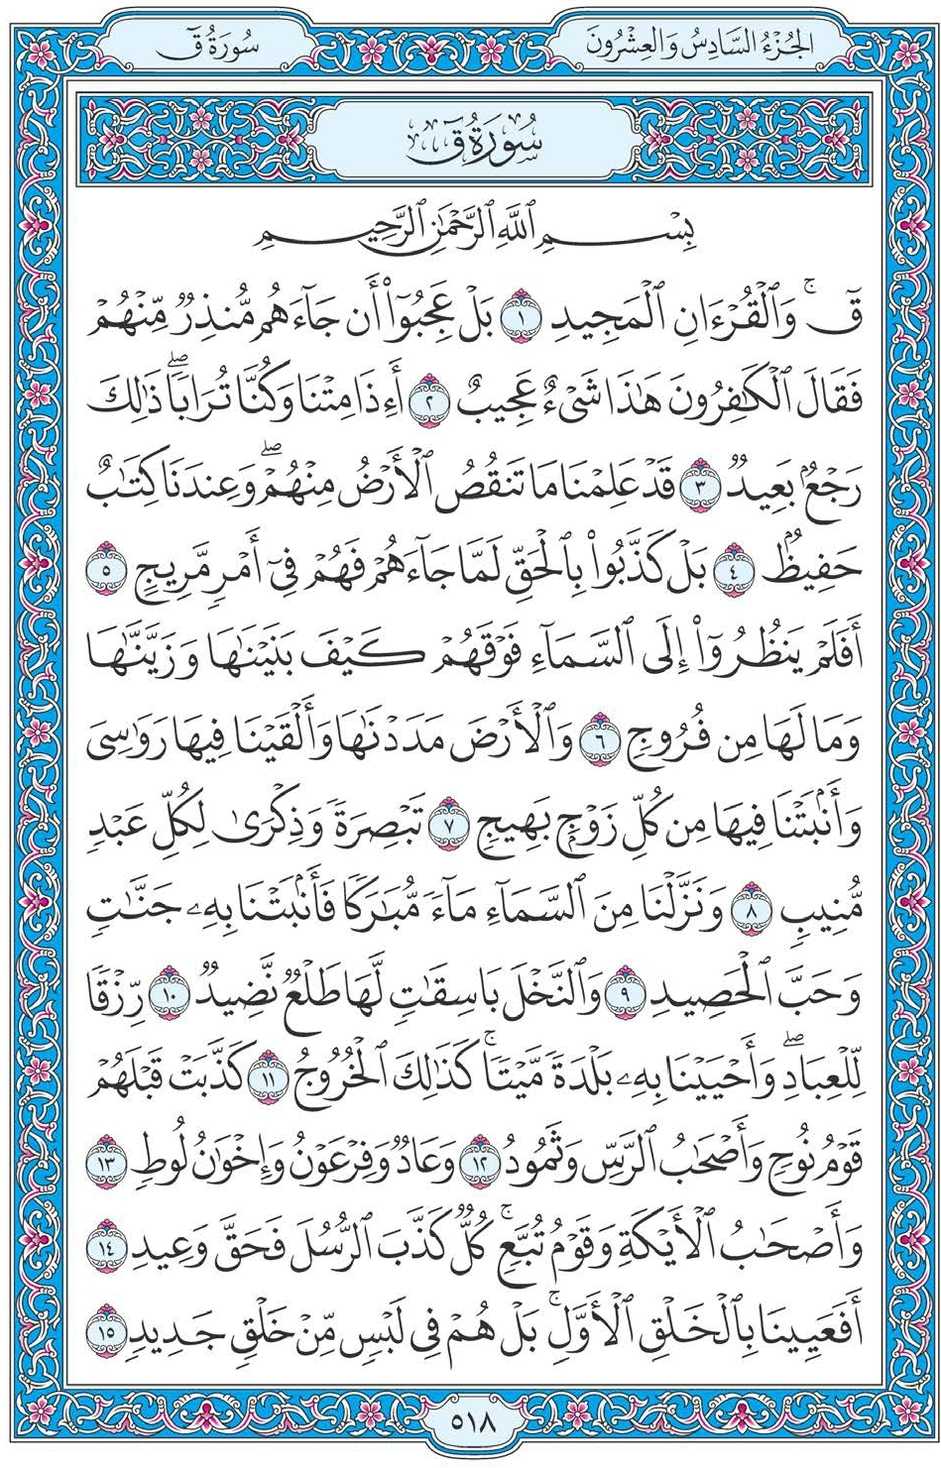 الجُزْءُ السَّادِسُ وَالعِشْرُونَ
سُورَةُ قٓ
سُورَةُ قٓ
بِسْمِ ٱللَّهِ ٱلرَّحْمَٰنِ ٱلرَّحِيمِ
قٓۚ وَٱلْقُرْءَانِ ٱلْمَجِيدِ ١ بَلْ عَجِبُوٓا۟ أَن جَآءَهُم مُّنذِرٌ مِّنْهُمْ
فَقَالَ ٱلْكَٰفِرُونَ هَٰذَا شَىْءٌ عَجِيبٌ ٢ أَءِذَا مِتْنَا وَكُنَّا تُرَابًاۖ ذَٰلِكَ
رَجْعٌۢ بَعِيدٌ ٣ قَدْ عَلِمْنَا مَا تَنقُصُ ٱلْأَرْضُ مِنْهُمْۖ وَعِندَنَا كِتَٰبٌ
حَفِيظٌۢ ٤ بَلْ كَذَّبُوا۟ بِٱلْحَقِّ لَمَّا جَآءَهُمْ فَهُمْ فِىٓ أَمْرٍ مَّرِيجٍ ٥
أَفَلَمْ يَنظُرُوٓا۟ إِلَى ٱلسَّمَآءِ فَوْقَهُمْ كَيْفَ بَنَيْنَٰهَا وَزَيَّنَّٰهَا
وَمَا لَهَا مِن فُرُوجٍ ٦ وَٱلْأَرْضَ مَدَدْنَٰهَا وَأَلْقَيْنَا فِيهَا رَوَٰسِىَ
وَأَنۢبَتْنَا فِيهَا مِن كُلِّ زَوْجٍۭ بَهِيجٍ ٧ تَبْصِرَةً وَذِكْرَىٰ لِكُلِّ عَبْدٍ
مُّنِيبٍ ٨ وَنَزَّلْنَا مِنَ ٱلسَّمَآءِ مَآءً مُّبَٰرَكًا فَأَنۢبَتْنَا بِهِۦ جَنَّٰتٍ
وَحَبَّ ٱلْحَصِيدِ ٩ وَٱلنَّخْلَ بَاسِقَٰتٍ لَّهَا طَلْعٌ نَّضِيدٌ ١٠ رِّزْقًا
لِّلْعِبَادِۖ وَأَحْيَيْنَا بِهِۦ بَلْدَةً مَّيْتًاۚ كَذَٰلِكَ ٱلْخُرُوجُ ١١ كَذَّبَتْ قَبْلَهُمْ
قَوْمُ نُوحٍ وَأَصْحَٰبُ ٱلرَّسِّ وَثَمُودُ ١٢ وَعَادٌ وَفِرْعَوْنُ وَإِخْوَٰنُ لُوطٍ ١٣
وَأَصْحَٰبُ ٱلْأَيْكَةِ وَقَوْمُ تُبَّعٍۚ كُلٌّ كَذَّبَ ٱلرُّسُلَ فَحَقَّ وَعِيدِ ١٤
أَفَعَيِينَا بِٱلْخَلْقِ ٱلْأَوَّلِۚ بَلْ هُمْ فِى لَبْسٍ مِّنْ خَلْقٍ جَدِيدٍ ١٥
٥١٨